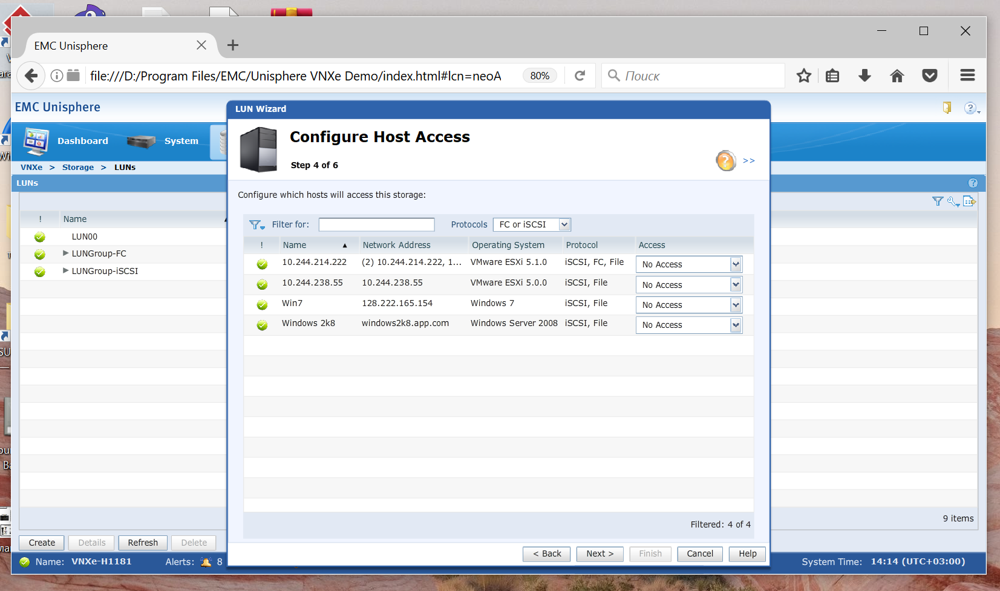 EMC Unisphere
file:///D:/Program Files/EMC/Unisphere VNXe Demo/index.html#lcn=neoA
80%
Поиск
EMC Unisphere
Dashboard
System
VNXe > Storage > LUNs
LUNs
! Name
LUN00
LUNGroup-FC
LUNGroup-iSCSI
9 items
Create Details Refresh Delete
Name: VNXe-H1181 Alerts: 8
System Time: 14:14 (UTC+03:00)
LUN Wizard
Configure Host Access
Step 4 of 6
>>
Configure which hosts will access this storage:
Filter for: Protocols FC or iSCSI
! Name Network Address Operating System Protocol Access
10.244.214.222 (2) 10.244.214.222, 1... VMware ESXi 5.1.0 iSCSI, FC, File No Access
10.244.238.55 10.244.238.55 VMware ESXi 5.0.0 iSCSI, File No Access
Win7 128.222.165.154 Windows 7 iSCSI, File No Access
Windows 2k8 windows2k8.app.com Windows Server 2008 iSCSI, File No Access
Filtered: 4 of 4
< Back Next > Finish Cancel Help